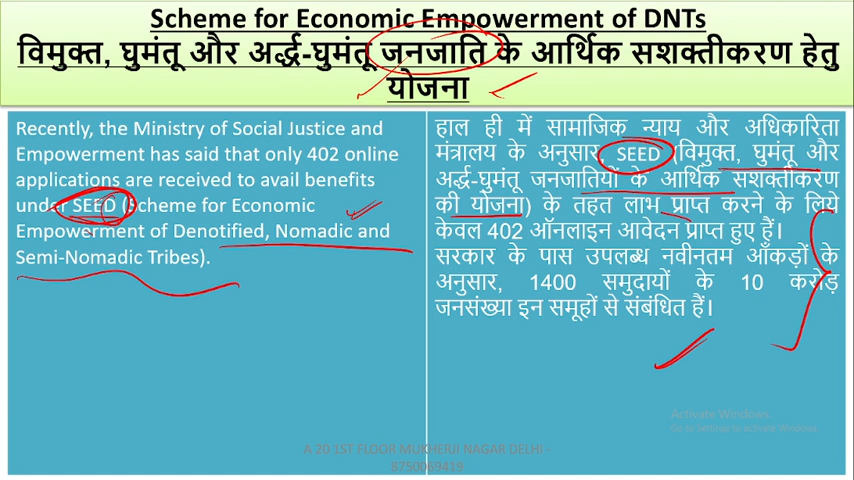 Scheme for Economic Empowerment of DNTs
विमुक्त, घुमंतू और अर्द्ध-घुमंतू जनजाति के आर्थिक सशक्तीकरण हेतु
योजना
Recently, the Ministry of Social Justice and
Empowerment has said that only 402 online
applications are received to avail benefits
under SEED (Scheme for Economic
Empowerment of Denotified, Nomadic and
Semi-Nomadic Tribes).
हाल ही में सामाजिक न्याय और अधिकारिता
मंत्रालय के अनुसार, SEED (विमुक्त, घुमंतू और
अर्द्ध-घुमंतू जनजातियों के आर्थिक सशक्तीकरण
की योजना) के तहत लाभ प्राप्त करने के लिये
केवल 402 ऑनलाइन आवेदन प्राप्त हुए हैं।
सरकार के पास उपलब्ध नवीनतम आँकड़ों के
अनुसार, 1400 समुदायों के 10 करोड़
जनसंख्या इन समूहों से संबंधित हैं।
Activate Windows
Go to Settings to activate Windows.
A 20 1ST FLOOR MUKHERJI NAGAR DELHI -
8750069419